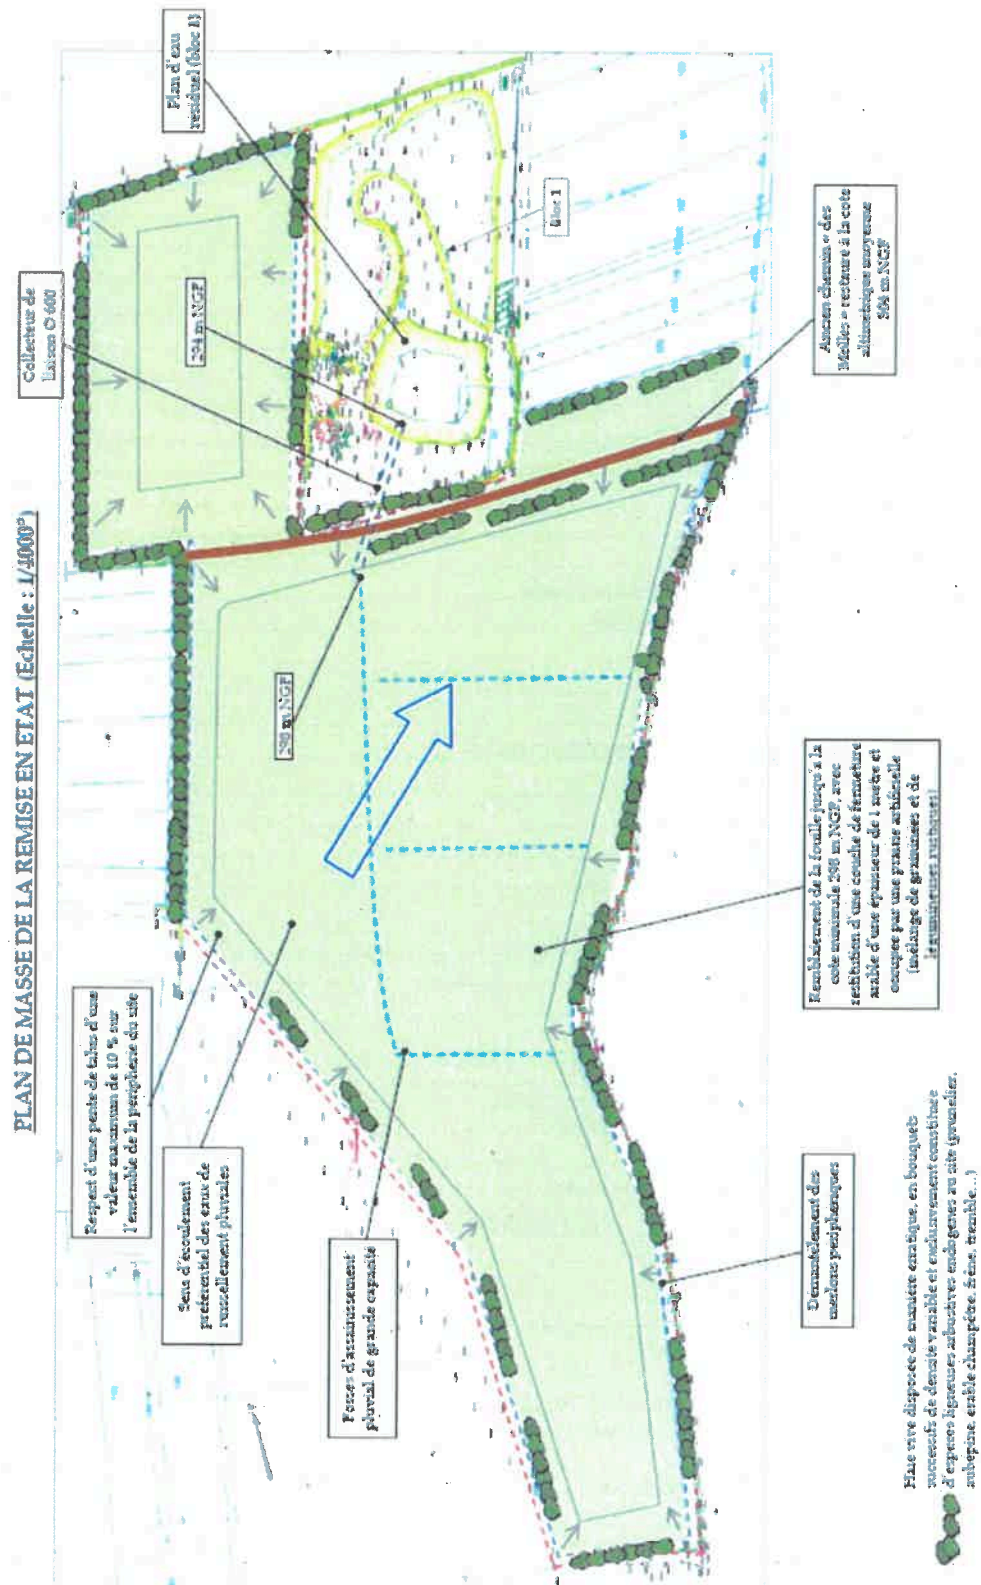 PLAN DE MASSE DE LA REMISE EN ETAT (Echelle : 1/4000°)
Respect d'une pente de talus d'une
valeur maximum de 10 % sur
l'ensemble de la périphérie du site
Sens d'écoulement
préférentiel des eaux de
ruissellement pluviales
Fosses d'assainissement
pluvial de grande capacité
298 m NGF
Collecteur de
liaison O 600
294 m NGF
Plan d'eau
résiduel (bloc 2)
Bloc 1
Ancien chemin « des
Molles » restauré à la cote
altimétrique moyenne
304 m NGF
Remblaiement de la fouille jusqu'à la
cote minimale 298 m NGF, avec
restitution d'une couche de fermeture
arable d'une épaisseur de 1 mètre et
occupée par une prairie artificielle
(mélange de graminées et de
légumineuses rustiques)
Démantèlement des
merlons périphériques
Haie vive disposée de manière erratique, en bouquets
successifs de densité variable et exclusivement constituée
d'espèces ligneuses arbustives endogènes au site (prunellier,
aubépine, érable champêtre, frêne, tremble...)